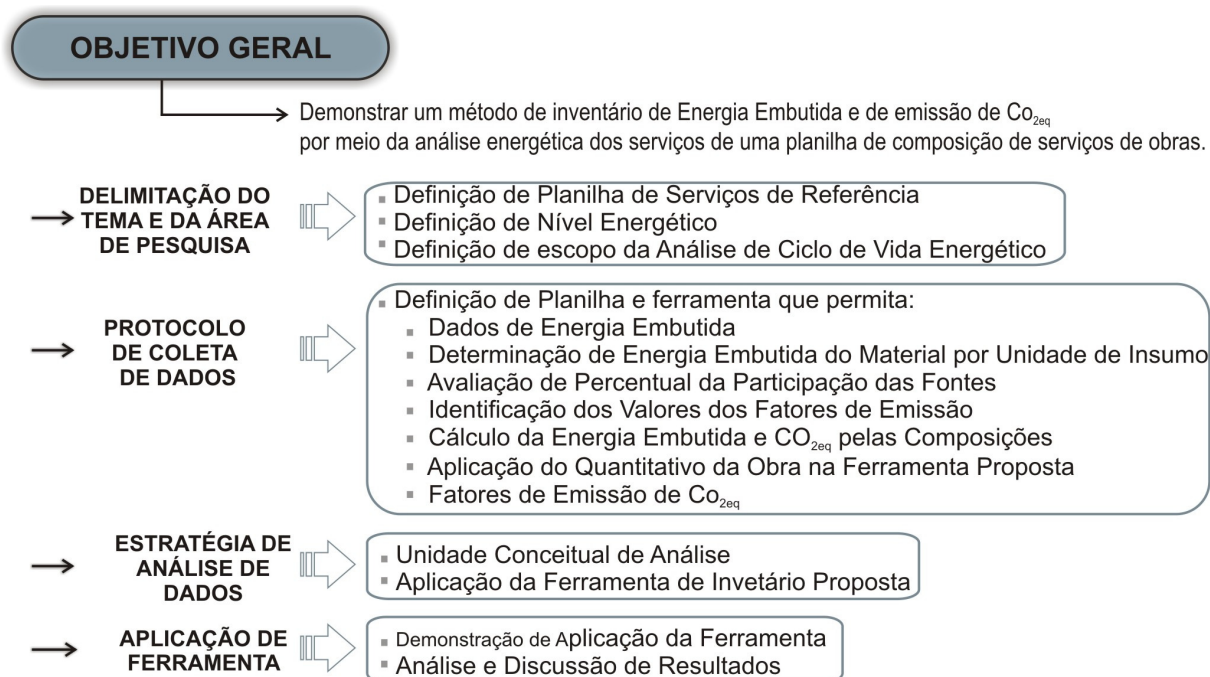 OBJETIVO GERAL
Demonstrar um método de inventário de Energia Embutida e de emissão de Co2eq
por meio da análise energética dos serviços de uma planilha de composição de serviços de obras.
DELIMITAÇÃO DO
TEMA E DA ÁREA
DE PESQUISA
Definição de Planilha de Serviços de Referência
Definição de Nível Energético
Definição de escopo da Análise de Ciclo de Vida Energético
PROTOCOLO
DE COLETA
DE DADOS
Definição de Planilha e ferramenta que permita:
Dados de Energia Embutida
Determinação de Energia Embutida do Material por Unidade de Insumo
Avaliação de Percentual da Participação das Fontes
Identificação dos Valores dos Fatores de Emissão
Cálculo da Energia Embutida e CO2eq pelas Composições
Aplicação do Quantitativo da Obra na Ferramenta Proposta
Fatores de Emissão de Co2eq
ESTRATÉGIA DE
ANÁLISE DE
DADOS
Unidade Conceitual de Análise
Aplicação da Ferramenta de Invetário Proposta
APLICAÇÃO DE
FERRAMENTA
Demonstração de Aplicação da Ferramenta
Análise e Discussão de Resultados